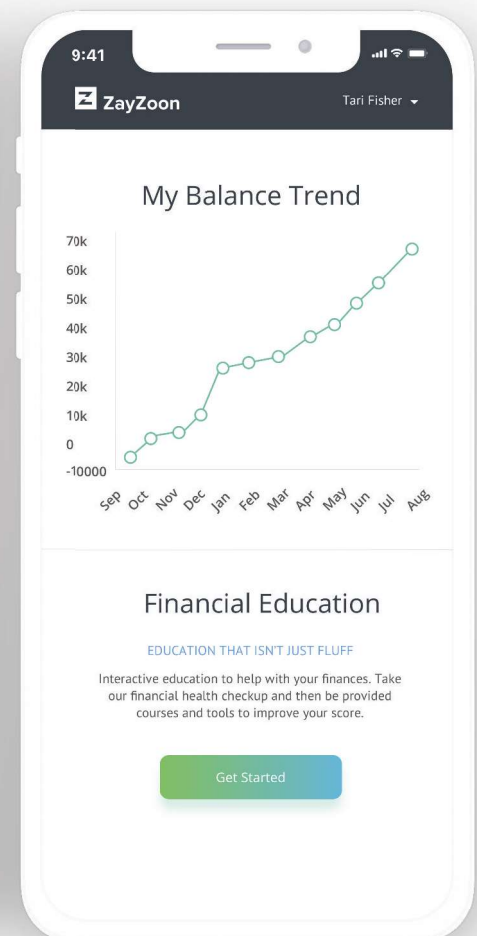 9:41
ZayZoon
Tari Fisher
My Balance Trend
70k
60k
50k
40k
30k
20k
10k
0
-10000
Sep Oct Nov Dec Jan Feb Mar Apr May Jun Jul Aug
Financial Education
EDUCATION THAT ISN'T JUST FLUFF
Interactive education to help with your finances. Take
our financial health checkup and then be provided
courses and tools to improve your score.
Get Started